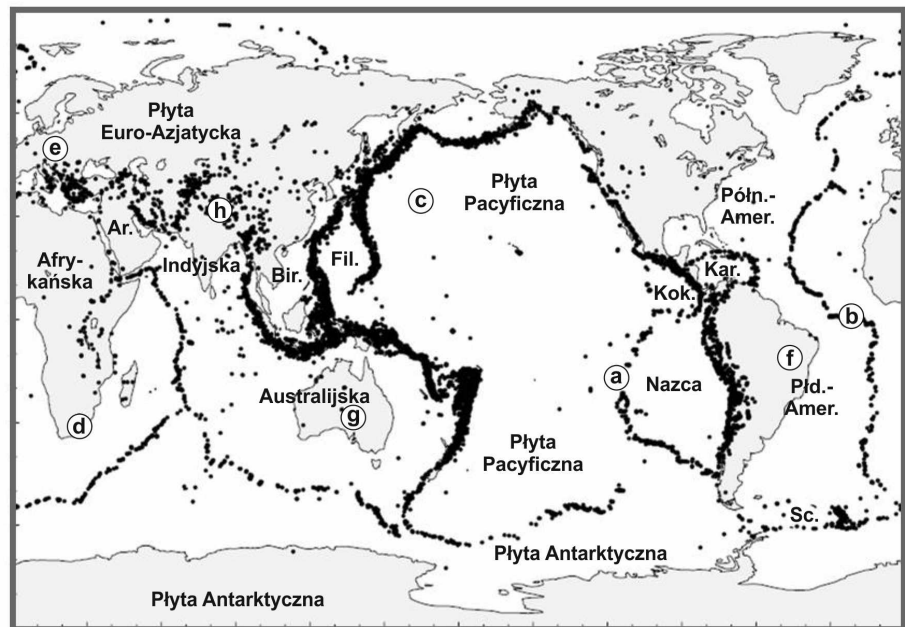 Płyta
Euro-Azjatycka
e
h
c
Płyta
Pacyficzna
Półn.-
Amer.
Ar.
Afry-
kańska
Indyjska
Bir.
Fil.
Kar.
Kok.
b
a
Nazca
f
Płd.-
Amer.
Australijska
g
d
Płyta
Pacyficzna
Sc.
Płyta Antarktyczna
Płyta Antarktyczna